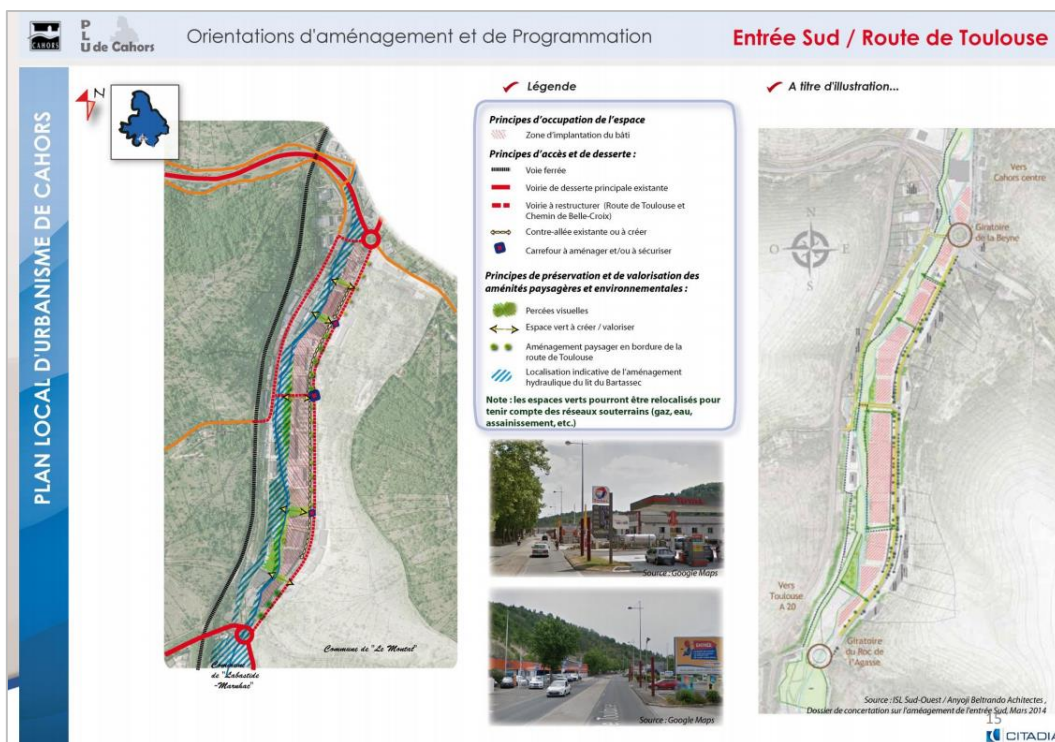 CAHORS
PLU de Cahors
Orientations d'aménagement et de Programmation
Entrée Sud / Route de Toulouse
PLAN LOCAL D'URBANISME DE CAHORS
N
Commune de "Le Montat"
Commune
de "Labastide
-Marnhac"
Légende
Principes d'occupation de l'espace
Zone d'implantation du bâti
Principes d'accès et de desserte :
Voie ferrée
Voirie de desserte principale existante
Voirie à restructurer (Route de Toulouse et
Chemin de Belle-Croix)
Contre-allée existante ou à créer
Carrefour à aménager et/ou à sécuriser
Principes de préservation et de valorisation des
aménités paysagères et environnementales :
Percées visuelles
Espace vert à créer / valoriser
Aménagement paysager en bordure de la
route de Toulouse
Localisation indicative de l'aménagement
hydraulique du lit du Bartassec
Note : les espaces verts pourront être relocalisés pour
tenir compte des réseaux souterrains (gaz, eau,
assainissement, etc.)
Source : Google Maps
Source : Google Maps
A titre d'illustration...
Vers
Cahors centre
N
O
E
S
Giratoire
de la Beyne
Vers
Toulouse
A 20
Giratoire
du Roc de
l'Agasse
Source : ISL Sud-Ouest / Anyoji Beltrando Achitectes ,
Dossier de concertation sur l'améagement de l'entrée Sud, Mars 2014
15
CITADIA